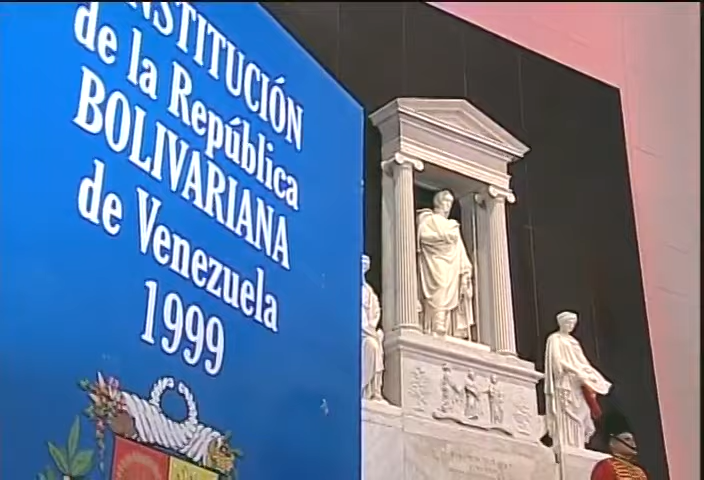 NSTITUCIÓN
de la República
BOLIVARIANA
de Venezuela
1999